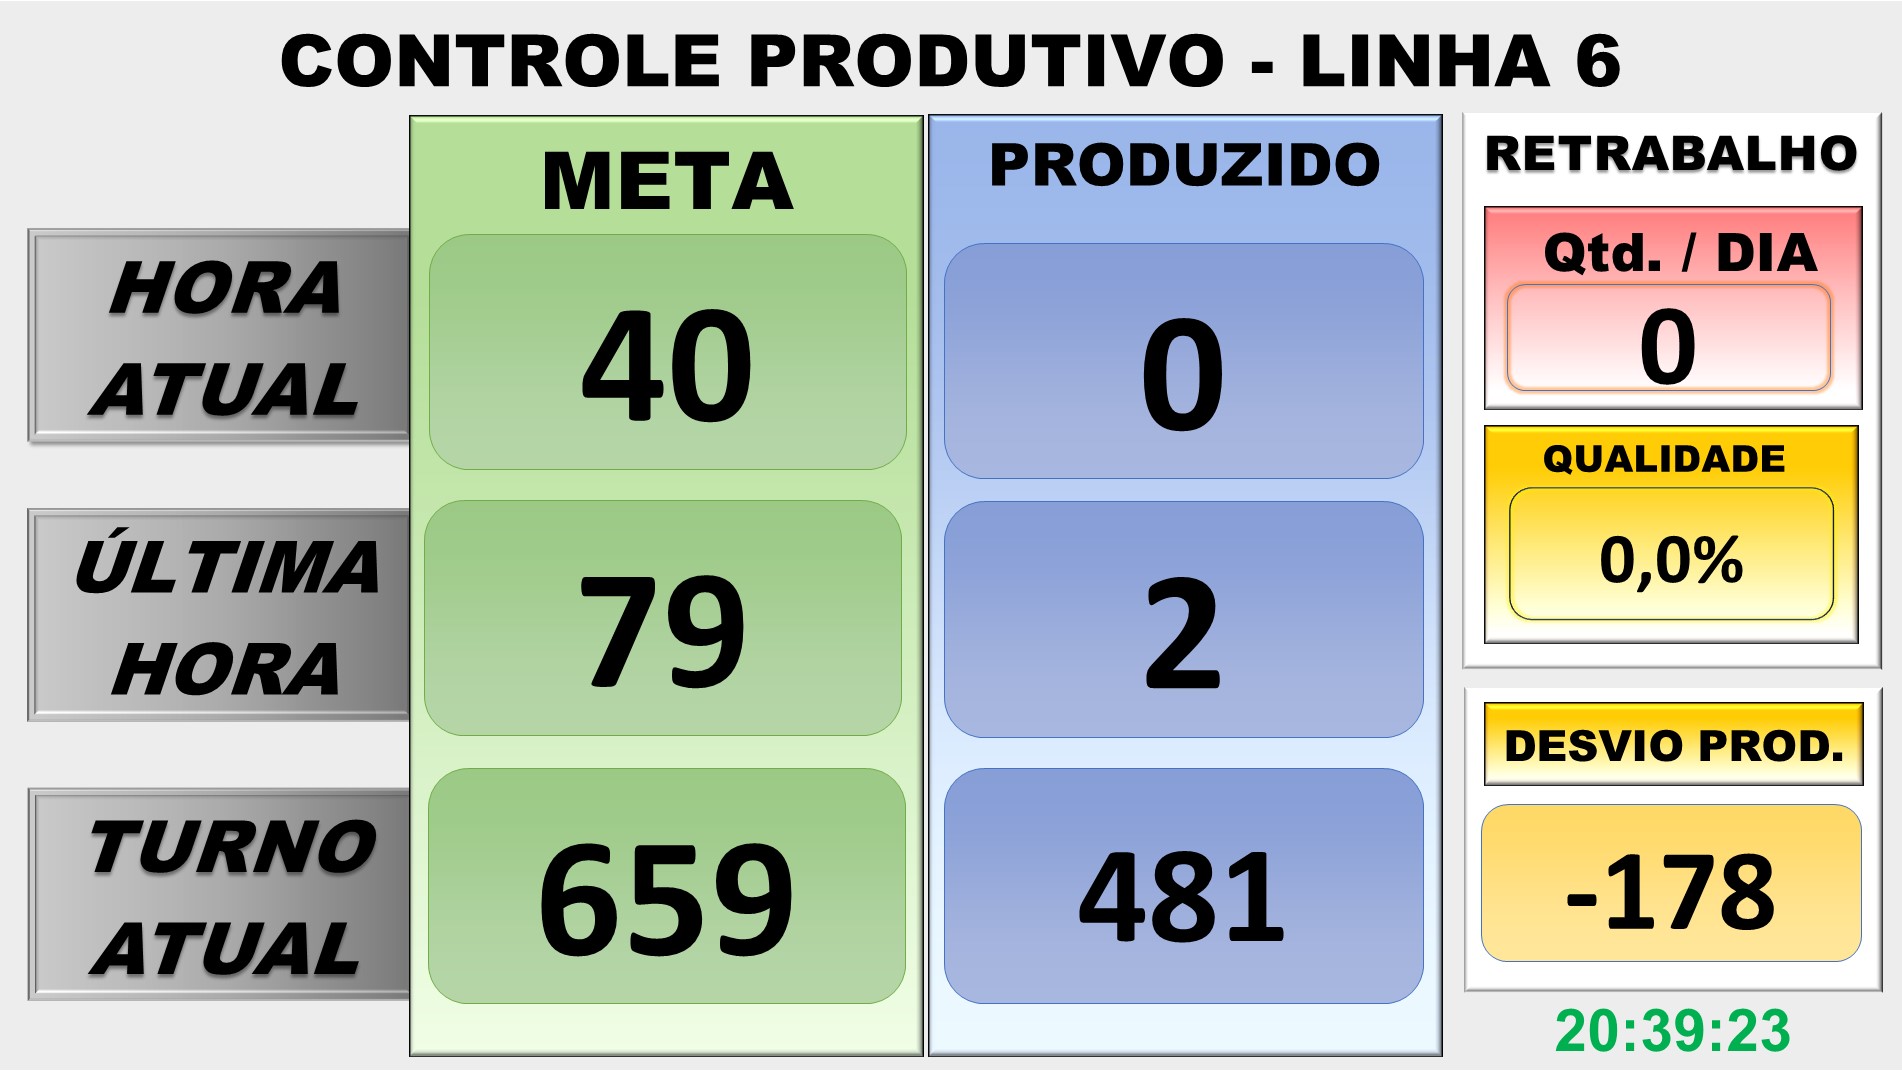 CONTROLE PRODUTIVO - LINHA 6
META
PRODUZIDO
HORA
ATUAL
40
0
ÚLTIMA
HORA
79
2
TURNO
ATUAL
659
481
RETRABALHO
Qtd. / DIA
0
QUALIDADE
0,0%
DESVIO PROD.
-178
20:39:23